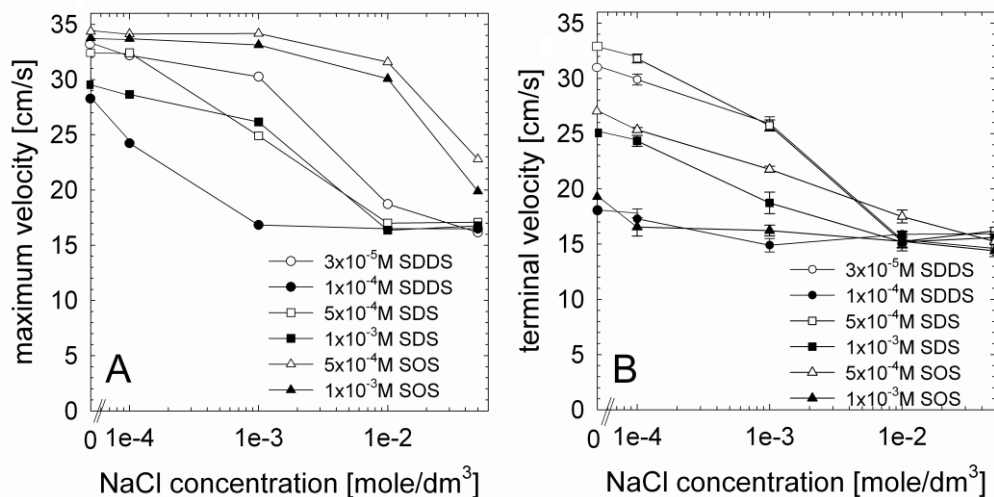 35
30
25
20
15
10
5
0
maximum velocity [cm/s]
A
3x10⁻⁵M SDDS
1x10⁻⁴M SDDS
5x10⁻⁴M SDS
1x10⁻³M SDS
5x10⁻⁴M SOS
1x10⁻³M SOS
0 1e-4 1e-3 1e-2
NaCl concentration [mole/dm³]
35
30
25
20
15
10
5
0
terminal velocity [cm/s]
B
3x10⁻⁵M SDDS
1x10⁻⁴M SDDS
5x10⁻⁴M SDS
1x10⁻³M SDS
5x10⁻⁴M SOS
1x10⁻³M SOS
0 1e-4 1e-3 1e-2
NaCl concentration [mole/dm³]